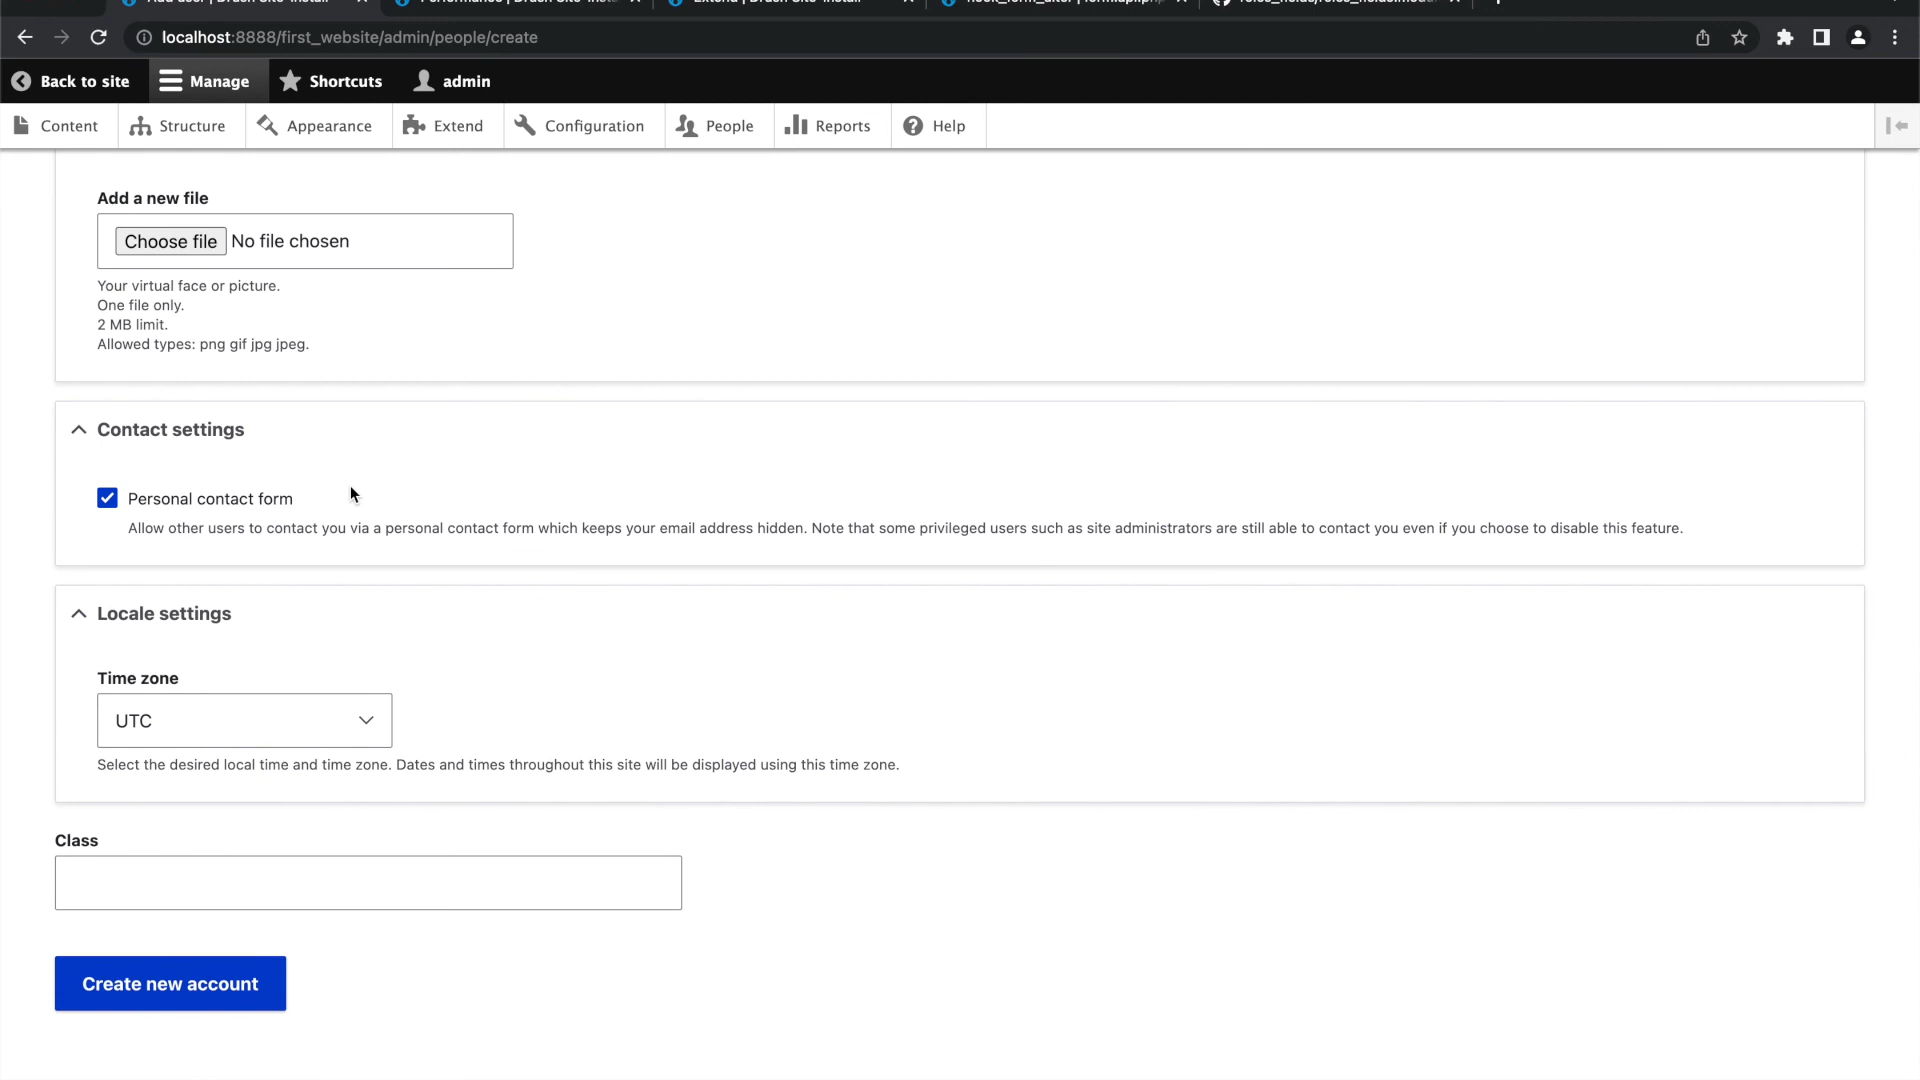 localhost:8888/first_website/admin/people/create
Back to site
Manage
Shortcuts
admin
Content
Structure
Appearance
Extend
Configuration
People
Reports
Help
Add a new file
Choose file No file chosen
Your virtual face or picture.
One file only.
2 MB limit.
Allowed types: png gif jpg jpeg.
Contact settings
Personal contact form
Allow other users to contact you via a personal contact form which keeps your email address hidden. Note that some privileged users such as site administrators are still able to contact you even if you choose to disable this feature.
Locale settings
Time zone
UTC
Select the desired local time and time zone. Dates and times throughout this site will be displayed using this time zone.
Class
Create new account